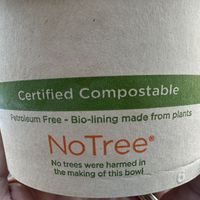 Certified Compostable
Petroleum Free - Bio-lining made from plants
NoTree®
No trees were harmed in
the making of this bowl